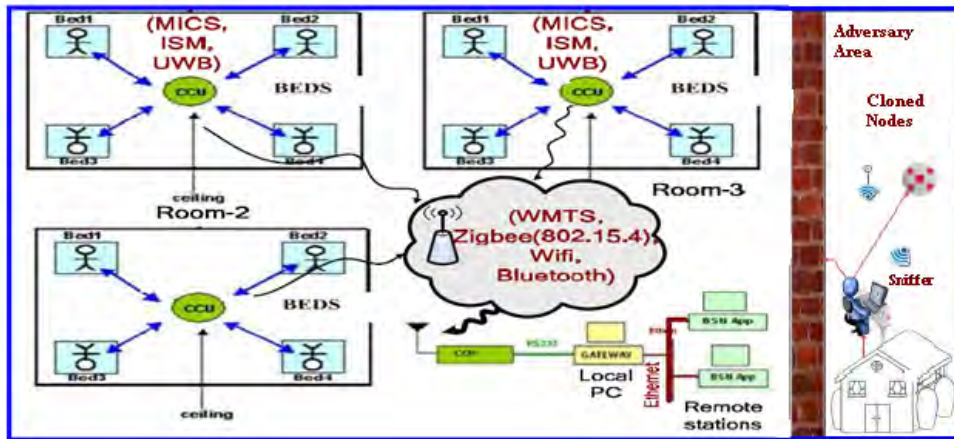 Bed1
Bed2
(MICS,
ISM,
UWB)
CCU
BEDS
Bed3
Bed4
ceiling
Room-2
Bed1
Bed2
(MICS,
ISM,
UWB)
CCU
BEDS
Bed3
Bed4
Room-3
Bed1
Bed2
CCU
BEDS
Bed3
Bed4
ceiling
(WMTS,
Zigbee(802.15.4),
Wifi,
Bluetooth)
RS232
GATEWAY
Local
PC
Ethernet
BSN App
BSN App
Remote
stations
Adversary
Area
Cloned
Nodes
Sniffer